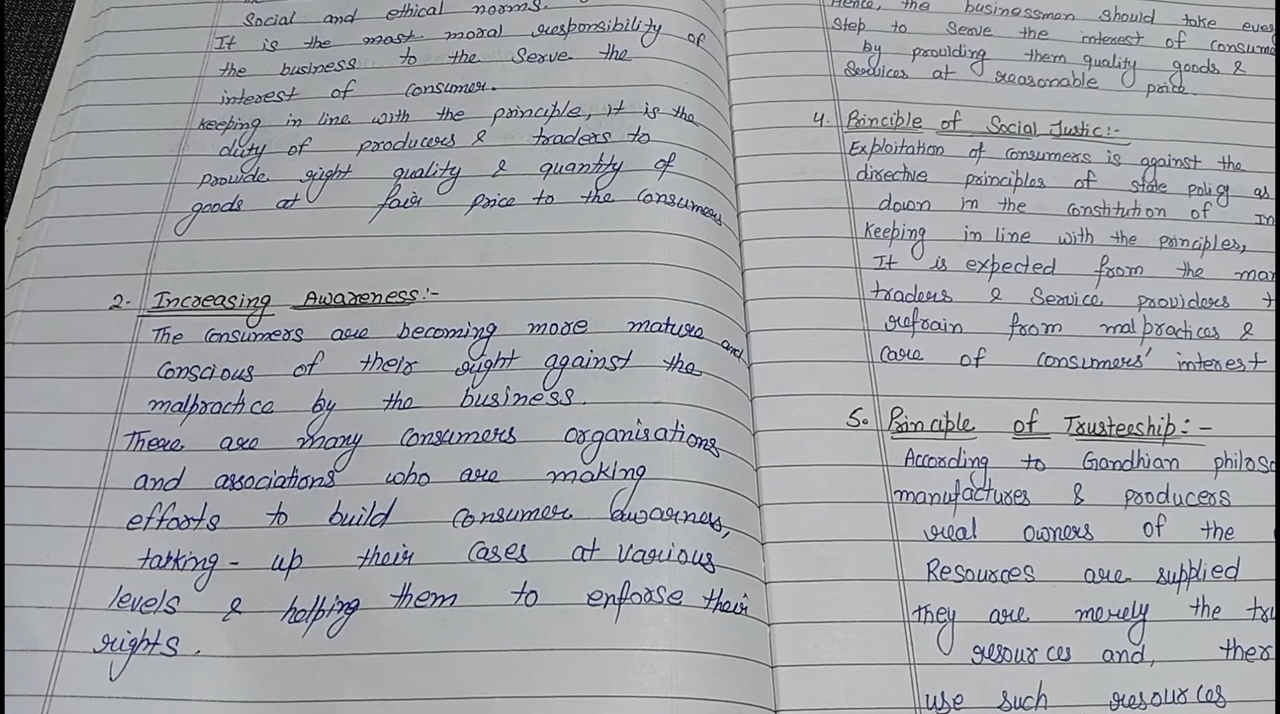 Social and ethical norms.
It is the most moral responsibility of
the business to the Serve the
interest of consumer.
keeping in line with the principle, it is the
duty of producers & traders to
provide right quality & quantity of
goods at fair price to the consumers
2. Increasing Awareness:-
The consumers are becoming more mature and
conscious of their right against the
malpractice by the business.
There are many consumers organisations
and associations who are making
efforts to build consumer awarness,
takking - up their cases at various
levels & helping them to enforse their
rights.
Hence, the businessmen should take
Step to serve the interest of
by proulding them quality goods &
Services at reasonable price.
4. Principle of Social Justic:-
Exploitation of consumers is against the
directive principles of state policy as
down in the constitution of
Keeping in line with the principles,
It is expected from the
traders & Service providers
refrain from malpractices &
care of consumers' interest
5. Principle of Trusteeship:-
According to Gandhian
manufactures & producers
real owners of the
Resources are supplied
They are merely the
resources and,
use such resources